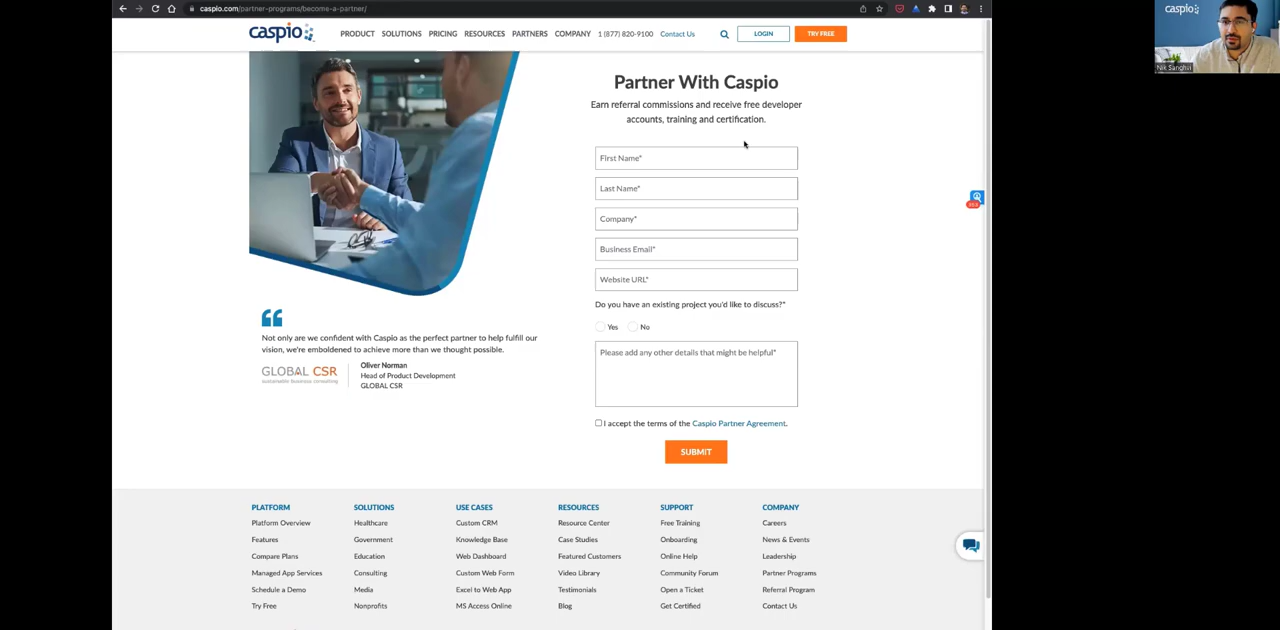 caspio.com/partner-programs/become-a-partner/
caspio
PRODUCT SOLUTIONS PRICING RESOURCES PARTNERS COMPANY 1 (877) 820-9100 Contact Us LOGIN TRY FREE
caspio
Nik Sanghvi
Partner With Caspio
Earn referral commissions and receive free developer
accounts, training and certification.
First Name*
Last Name*
Company*
Business Email*
Website URL*
Do you have an existing project you'd like to discuss?*
Yes No
Please add any other details that might be helpful*
I accept the terms of the Caspio Partner Agreement.
SUBMIT
Not only are we confident with Caspio as the perfect partner to help fulfill our
vision, we're emboldened to achieve more than we thought possible.
GLOBAL CSR
sustainable business consulting
Oliver Norman
Head of Product Development
GLOBAL CSR
PLATFORM
Platform Overview
Features
Compare Plans
Managed App Services
Schedule a Demo
Try Free
SOLUTIONS
Healthcare
Government
Education
Consulting
Media
Nonprofits
USE CASES
Custom CRM
Knowledge Base
Web Dashboard
Custom Web Form
Excel to Web App
MS Access Online
RESOURCES
Resource Center
Case Studies
Featured Customers
Video Library
Testimonials
Blog
SUPPORT
Free Training
Onboarding
Online Help
Community Forum
Open a Ticket
Get Certified
COMPANY
Careers
News & Events
Leadership
Partner Programs
Referral Program
Contact Us